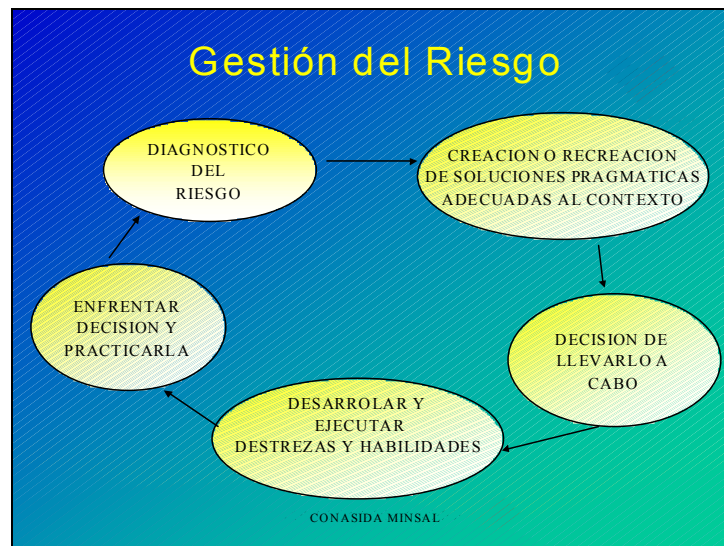 Gestión del Riesgo
DIAGNOSTICO
DEL
RIESGO
CREACION O RECREACION
DE SOLUCIONES PRAGMATICAS
ADECUADAS AL CONTEXTO
DECISION DE
LLEVARLO A
CABO
DESARROLAR Y
EJECUTAR
DESTREZAS Y HABILIDADES
ENFRENTAR
DECISION Y
PRACTICARLA
CONASIDA MINSAL